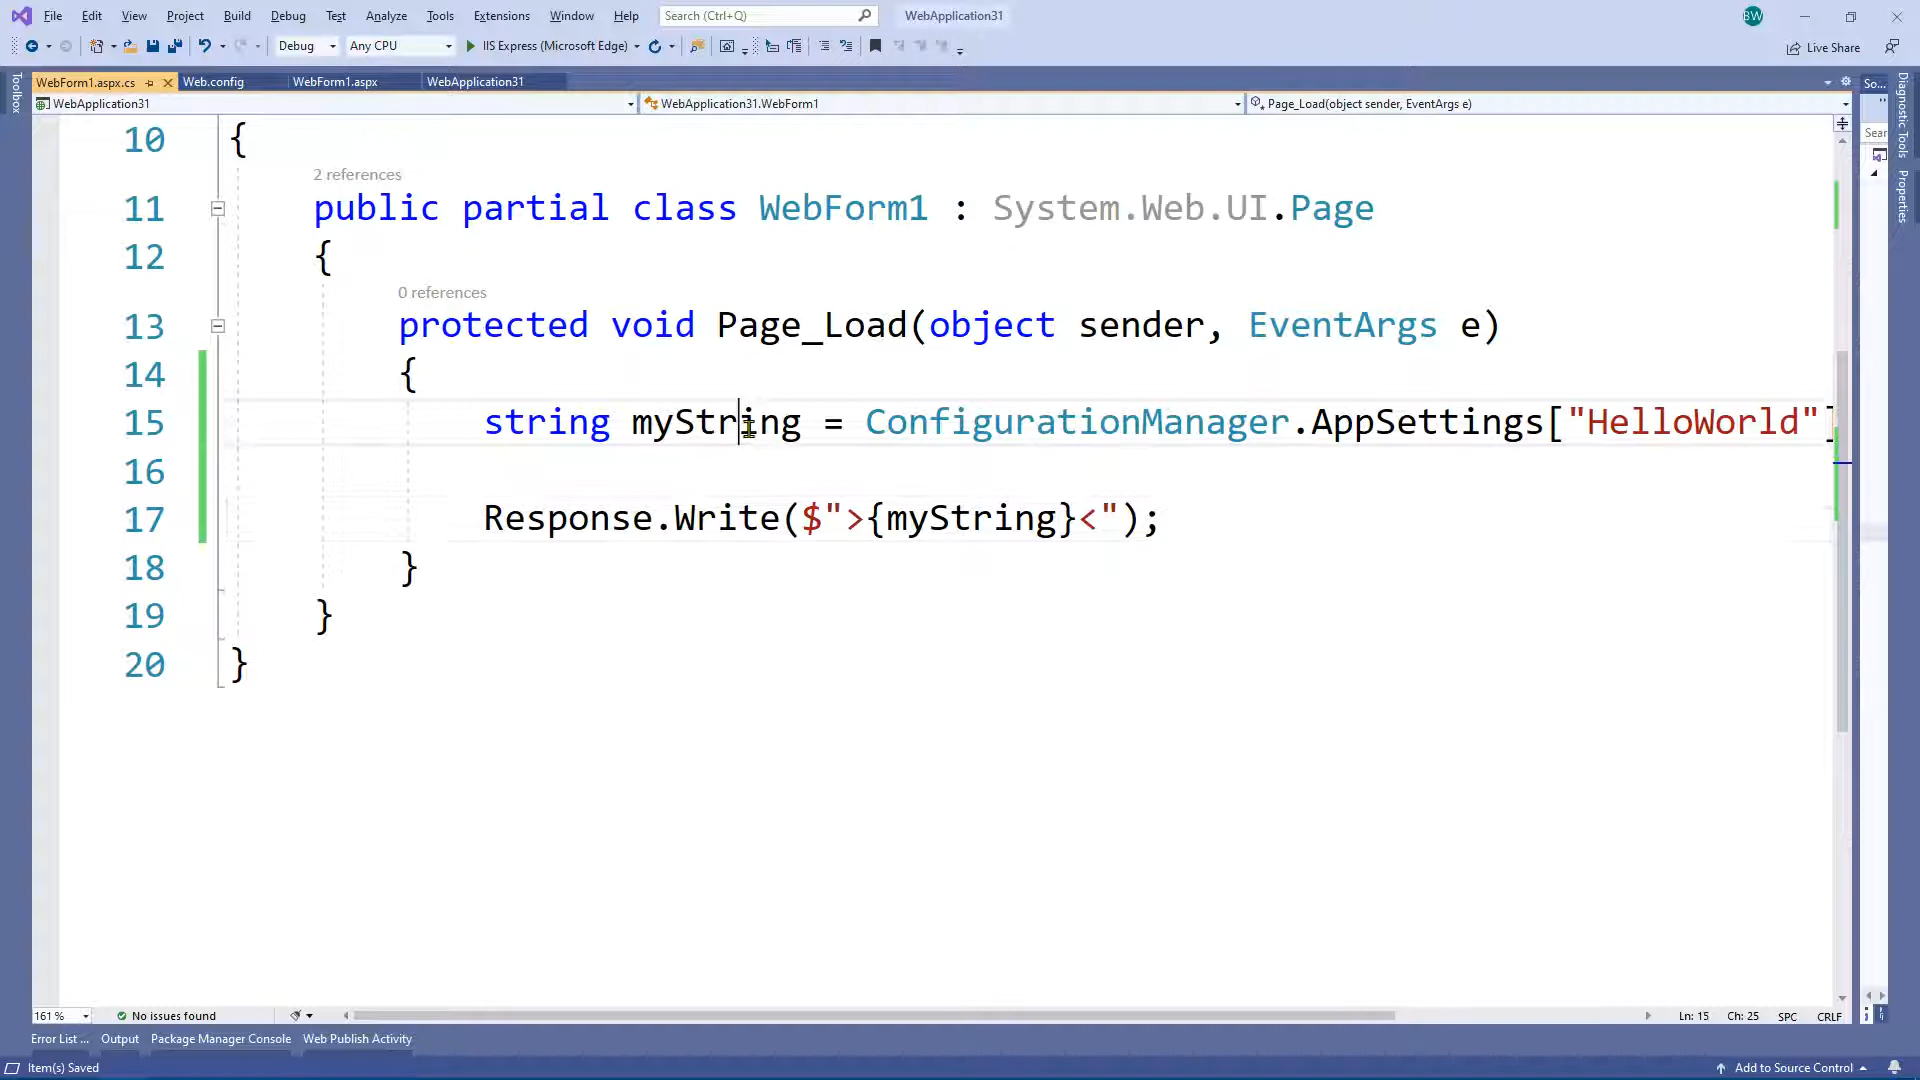 File Edit View Project Build Debug Test Analyze Tools Extensions Window Help Search (Ctrl+Q) WebApplication31 BW
Debug Any CPU IIS Express (Microsoft Edge) Live Share
WebForm1.aspx.cs Web.config WebForm1.aspx WebApplication31 So...
WebApplication31 WebApplication31.WebForm1 Page_Load(object sender, EventArgs e)
Toolbox
Diagnostic Tools
Properties
Sear
10 {
2 references
11 public partial class WebForm1 : System.Web.UI.Page
12 {
0 references
13 protected void Page_Load(object sender, EventArgs e)
14 {
15 string myString = ConfigurationManager.AppSettings["HelloWorld"]
16
17 Response.Write($">{myString}<");
18 }
19 }
20 }
161 % No issues found Ln: 15 Ch: 25 SPC CRLF
Error List ... Output Package Manager Console Web Publish Activity
Item(s) Saved Add to Source Control